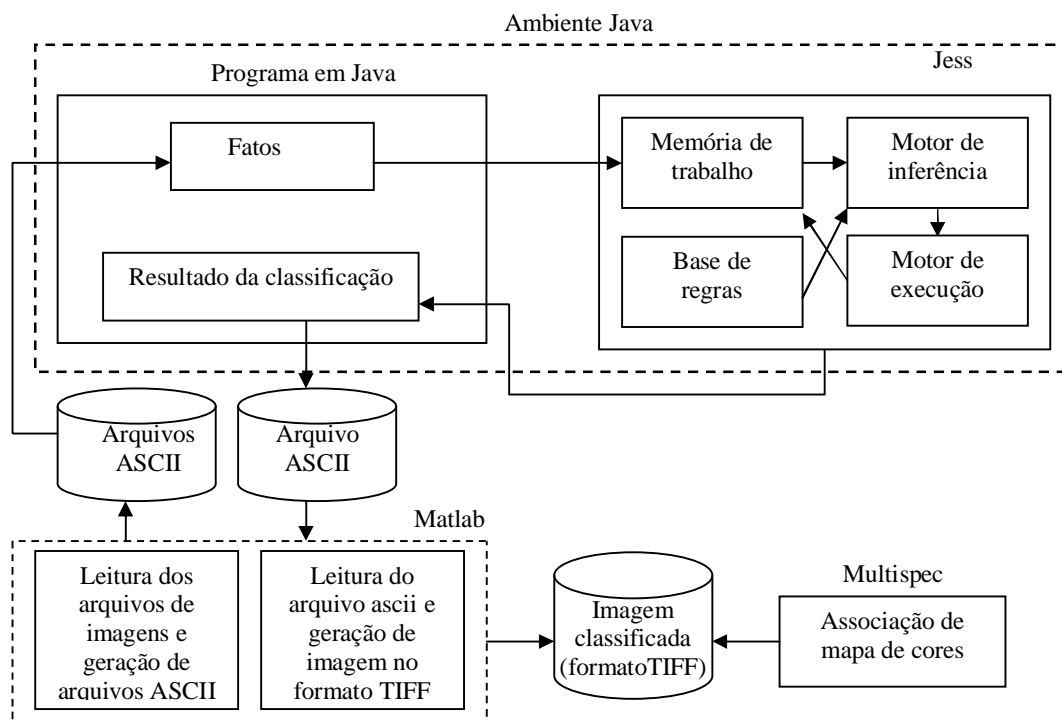 Ambiente Java
Programa em Java
Jess
Fatos
Memória de
trabalho
Motor de
inferência
Resultado da classificação
Base de
regras
Motor de
execução
Arquivos
ASCII
Arquivo
ASCII
Matlab
Leitura dos
arquivos de
imagens e
geração de
arquivos ASCII
Leitura do
arquivo ascii e
geração de
imagem no
formato TIFF
Imagem
classificada
(formatoTIFF)
Multispec
Associação de
mapa de cores